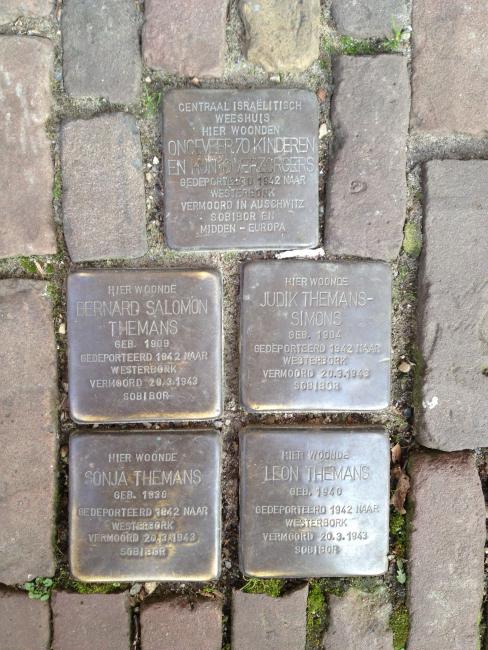 CENTRAAL ISRAËLITISCH
WEESHUIS
HIER WOONDEN
ONGEVEER 70 KINDEREN
EN HUN VERZORGERS
GEDEPORTEERD 1942 NAAR
WESTERBORK
VERMOORD IN AUSCHWITZ
SOBIBOR EN
MIDDEN - EUROPA
HIER WOONDE
BERNARD SALOMON
THEMANS
GEB. 1909
GEDEPORTEERD 1942 NAAR
WESTERBORK
VERMOORD 20.3.1943
SOBIBOR
HIER WOONDE
JUDIK THEMANS-
SIMONS
GEB. 1904
GEDEPORTEERD 1942 NAAR
WESTERBORK
VERMOORD 20.3.1943
SOBIBOR
HIER WOONDE
SONJA THEMANS
GEB. 1936
GEDEPORTEERD 1942 NAAR
WESTERBORK
VERMOORD 20.3.1943
SOBIBOR
HIER WOONDE
LEON THEMANS
GEB. 1940
GEDEPORTEERD 1942 NAAR
WESTERBORK
VERMOORD 20.3.1943
SOBIBOR